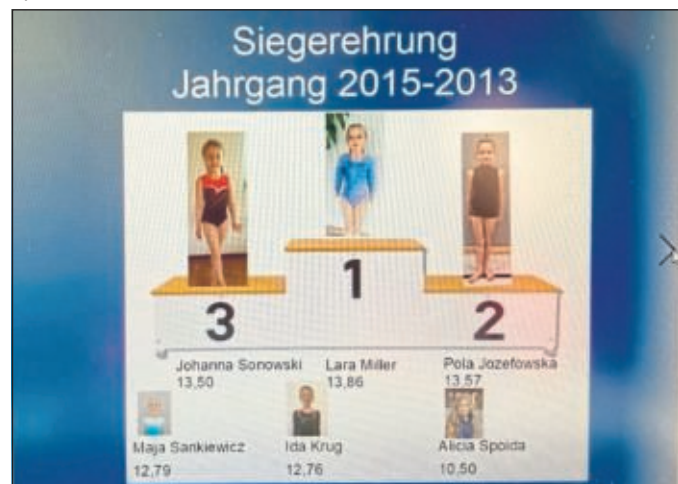 Siegerehrung
Jahrgang 2015-2013
1
3
2
Johanna Sonowski
13,50
Lara Miller
13,86
Pola Jozefowska
13,57
Maja Sankiewicz
12,79
Ida Krug
12,76
Alicia Spoida
10,50